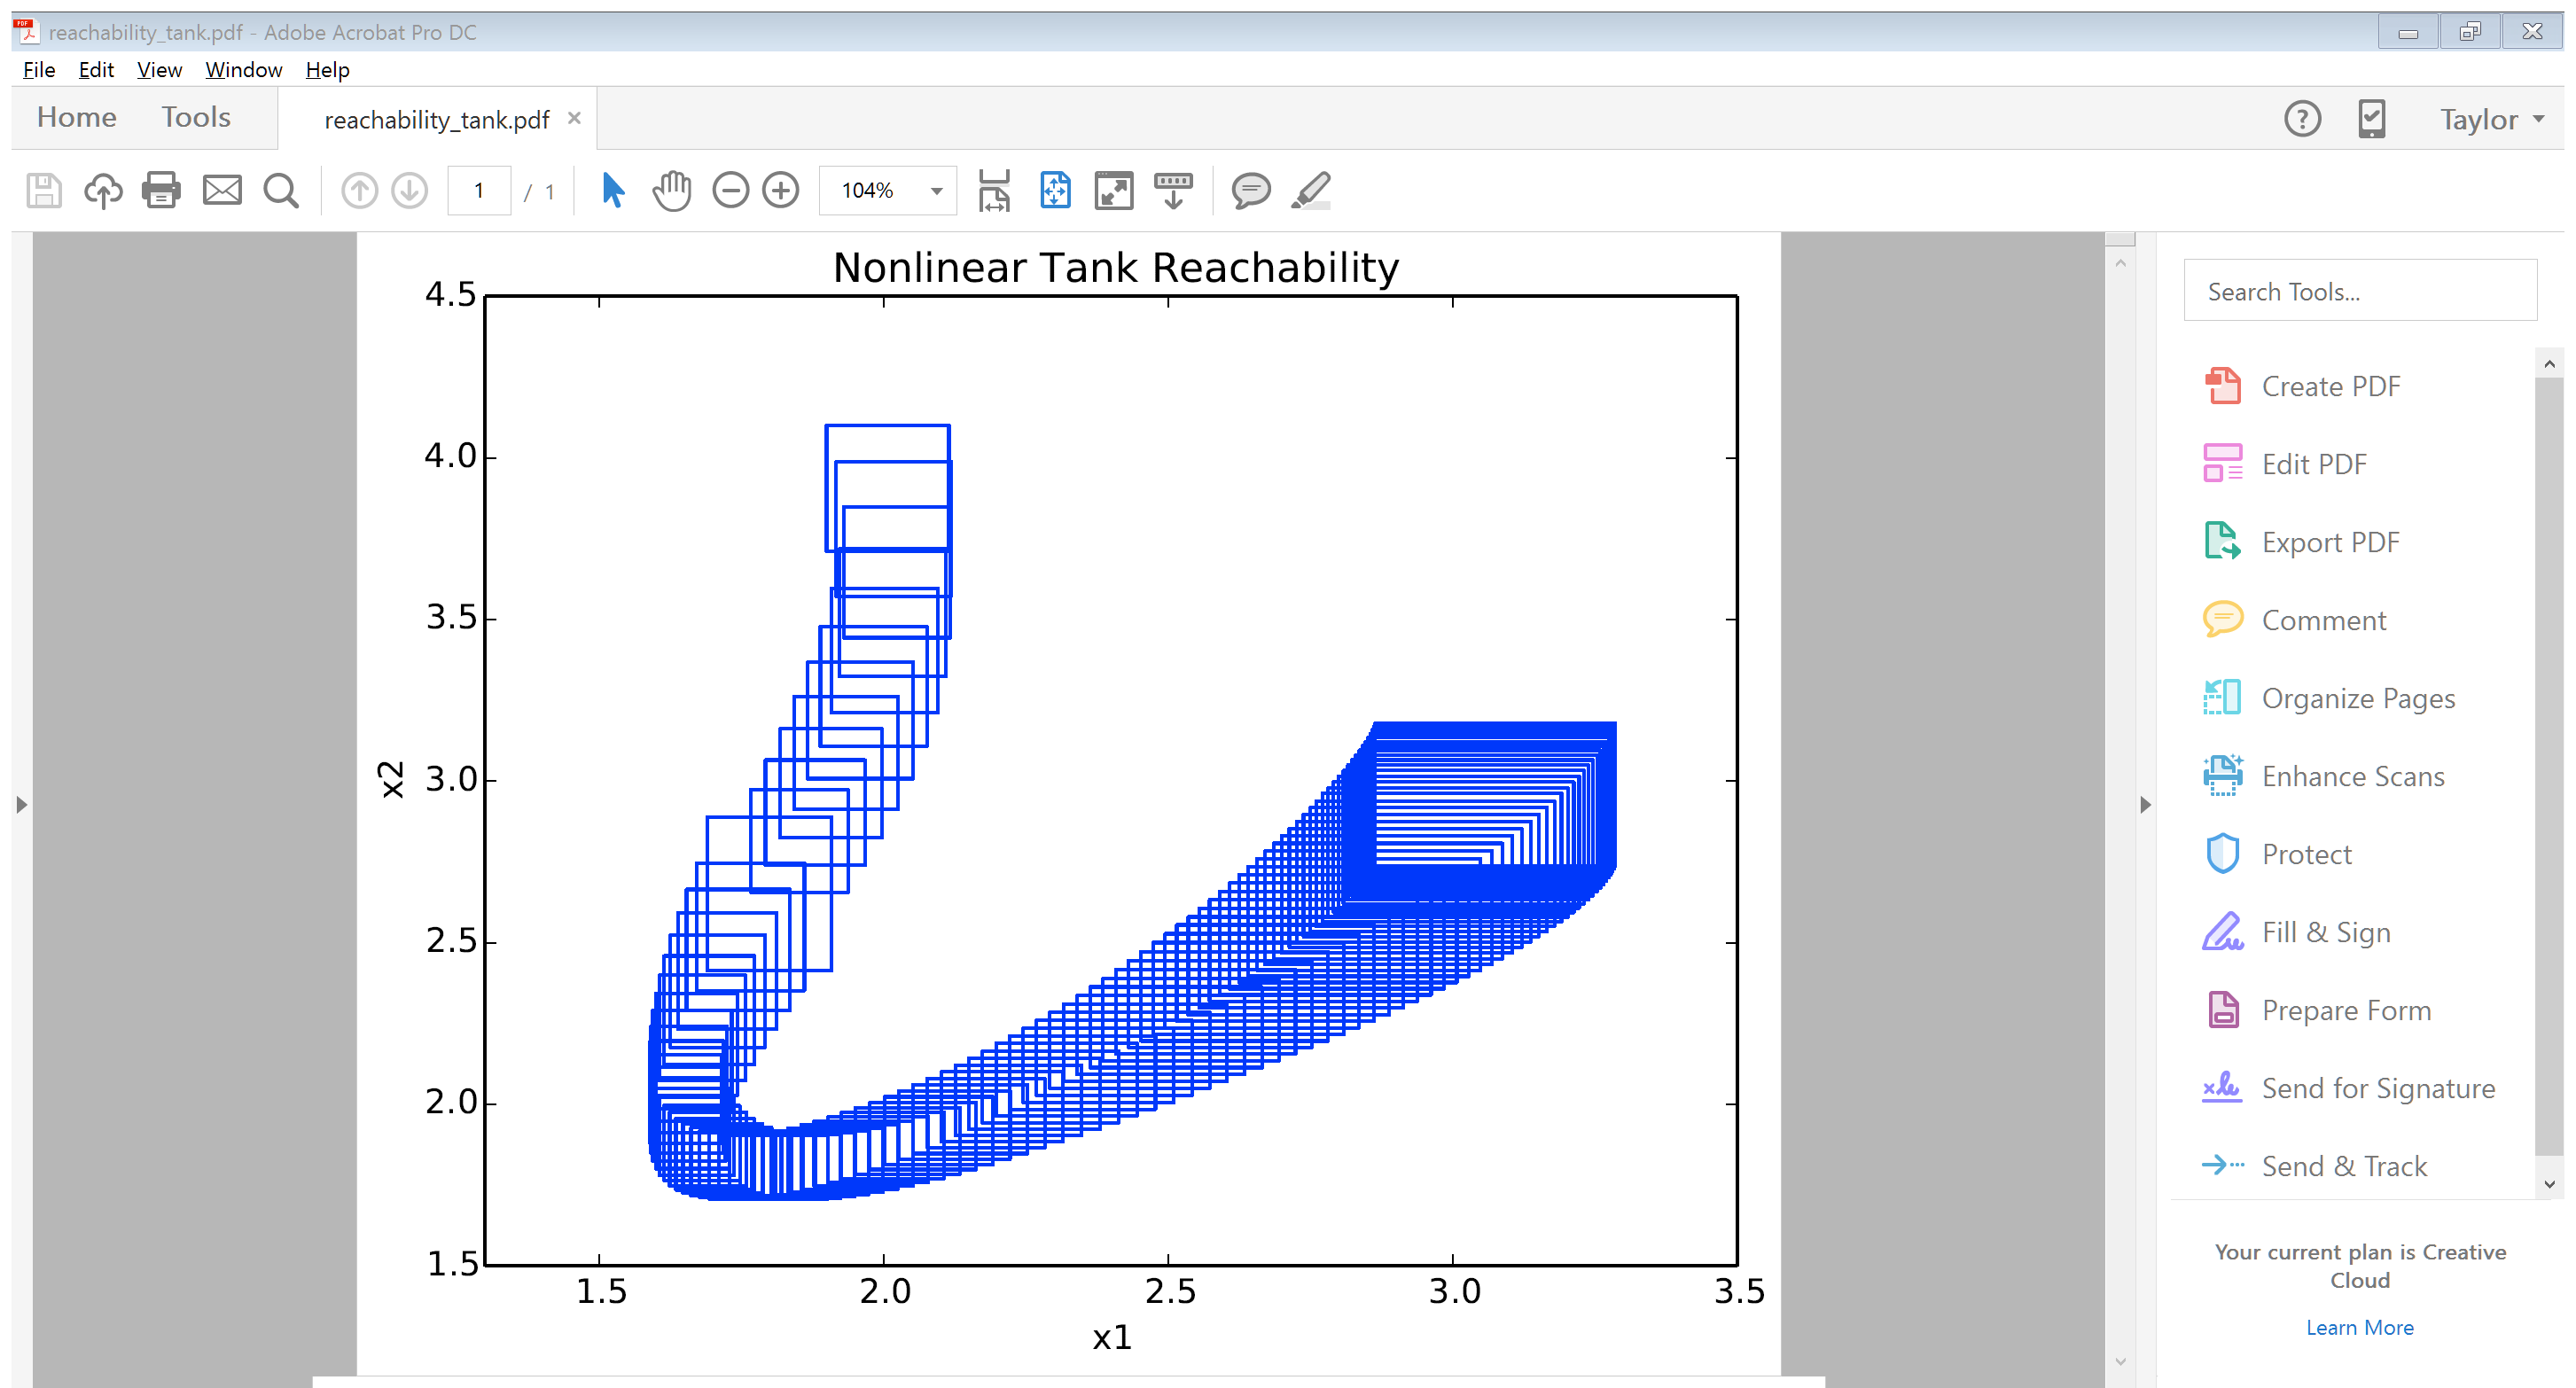 reachability_tank.pdf - Adobe Acrobat Pro DC
File Edit View Window Help
Home Tools reachability_tank.pdf × Taylor
1 / 1 104%
Nonlinear Tank Reachability
4.5
4.0
3.5
3.0
2.5
2.0
1.5
x2
1.5 2.0 2.5 3.0 3.5
x1
Search Tools...
Create PDF
Edit PDF
Export PDF
Comment
Organize Pages
Enhance Scans
Protect
Fill & Sign
Prepare Form
Send for Signature
Send & Track
Your current plan is Creative
Cloud
Learn More